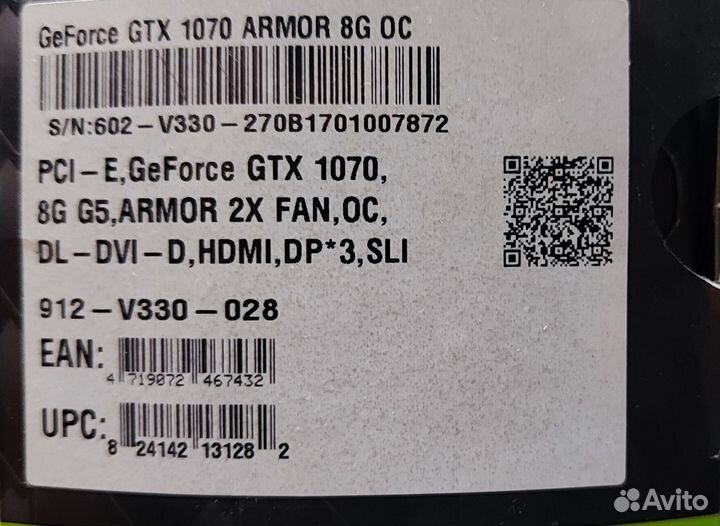 GeForce GTX 1070 ARMOR 8G OC
S/N:602-V330-270B1701007872
PCI-E,GeForce GTX 1070,
8G G5,ARMOR 2X FAN,OC,
DL-DVI-D,HDMI,DP*3,SLI
912-V330-028
EAN:
4 719072 467432
UPC:
8 24142 13128 2
Avito